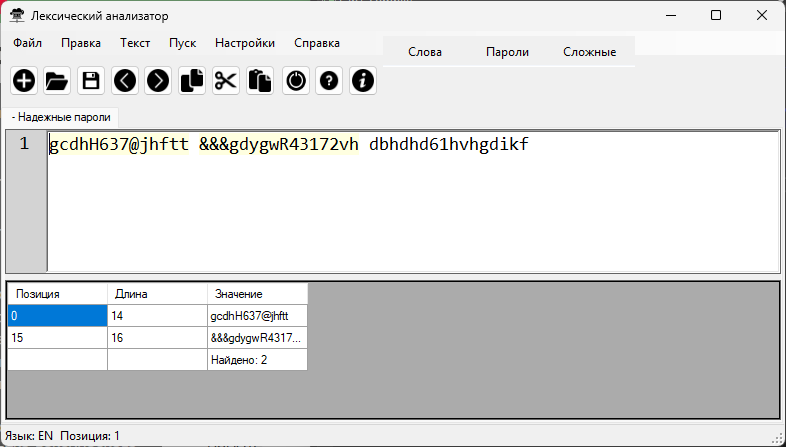 Лексический анализатор
Файл Правка Текст Пуск Настройки Справка Слова Пароли Сложные
- Надежные пароли
1 gcdhH637@jhftt &&&gdygwR43172vh dbhdhd61hvhgdikf
Позиция Длина Значение
0 14 gcdhH637@jhftt
15 16 &&&gdygwR4317...
Найдено: 2
Язык: EN Позиция: 1